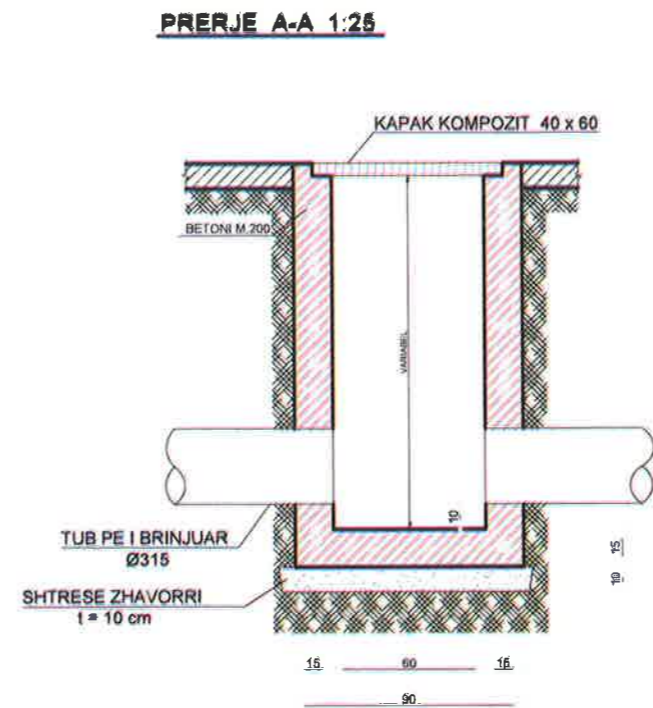 PRERJE A-A 1:25
KAPAK KOMPOZIT 40 x 60
BETONI M.200
VARIABEL
10
TUB PE I BRINJUAR
Ø315
15
SHTRESE ZHAVORRI
10
t = 10 cm
15 60 15
90